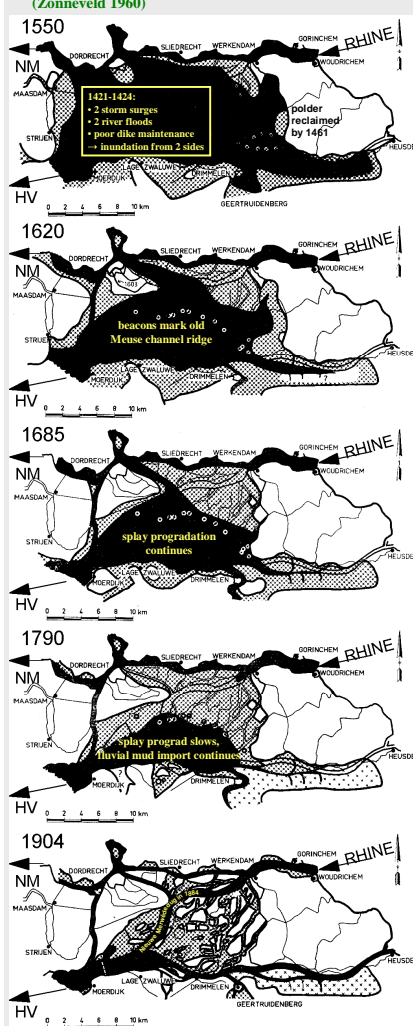 (Zonneveld 1960)
1550
DORDRECHT
SLIEDRECHT
WERKENDAM
GORINCHEM
RHINE
WOUDRICHEM
NM
MAASDAM
1421-1424:
• 2 storm surges
• 2 river floods
• poor dike maintenance
→ inundation from 2 sides
polder
reclaimed
by 1461
STRIJEN
HEUSDE
MOERDIJK
LAGE ZWALUWE
DRIMMELEN
GEERTRUIDENBERG
HV
0 2 4 6 8 10 km
1620
DORDRECHT
SLIEDRECHT
WERKENDAM
GORINCHEM
RHINE
WOUDRICHEM
NM
1603
MAASDAM
beacons mark old
Meuse channel ridge
STRIJEN
HEUSDE
MOERDIJK
LAGE ZWALUWE
DRIMMELEN
?
HV
0 2 4 6 8 10 km
1685
DORDRECHT
SLIEDRECHT
WERKENDAM
GORINCHEM
RHINE
WOUDRICHEM
NM
MAASDAM
splay progradation
continues
STRIJEN
HEUSDE
MOERDIJK
LAGE ZWALUWE
DRIMMELEN
HV
0 2 4 6 8 10 km
1790
DORDRECHT
SLIEDRECHT
WERKENDAM
GORINCHEM
RHINE
WOUDRICHEM
NM
MAASDAM
splay prograd slows,
fluvial mud import continues
STRIJEN
HEUSDE
?
MOERDIJK
DRIMMELEN
HV
0 2 4 6 8 10 km
1904
DORDRECHT
SLIEDRECHT
WERKENDAM
GORINCHEM
RHINE
WOUDRICHEM
NM
MAASDAM
Nieuwe Merwede
STRIJEN
HEUSDE
MOERDIJK
LAGE ZWALUWE
DRIMMELEN
GEERTRUIDENBERG
HV
0 2 4 6 8 10 km